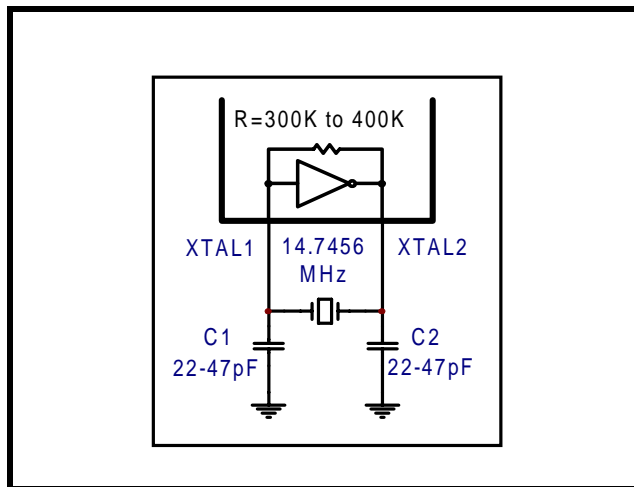 R=300K to 400K
XTAL1 14.7456 XTAL2
MHz
C1 C2
22-47pF 22-47pF